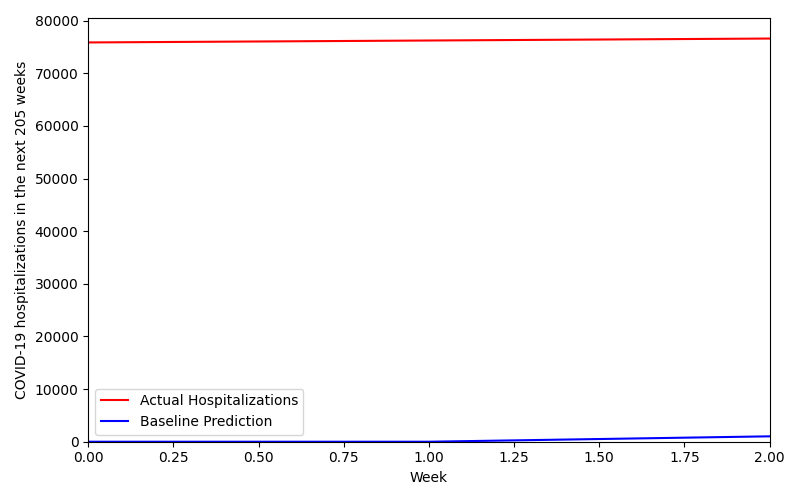 COVID-19 hospitalizations in the next 205 weeks
80000
70000
60000
50000
40000
30000
20000
10000
0
Actual Hospitalizations
Baseline Prediction
0.00 0.25 0.50 0.75 1.00 1.25 1.50 1.75 2.00
Week